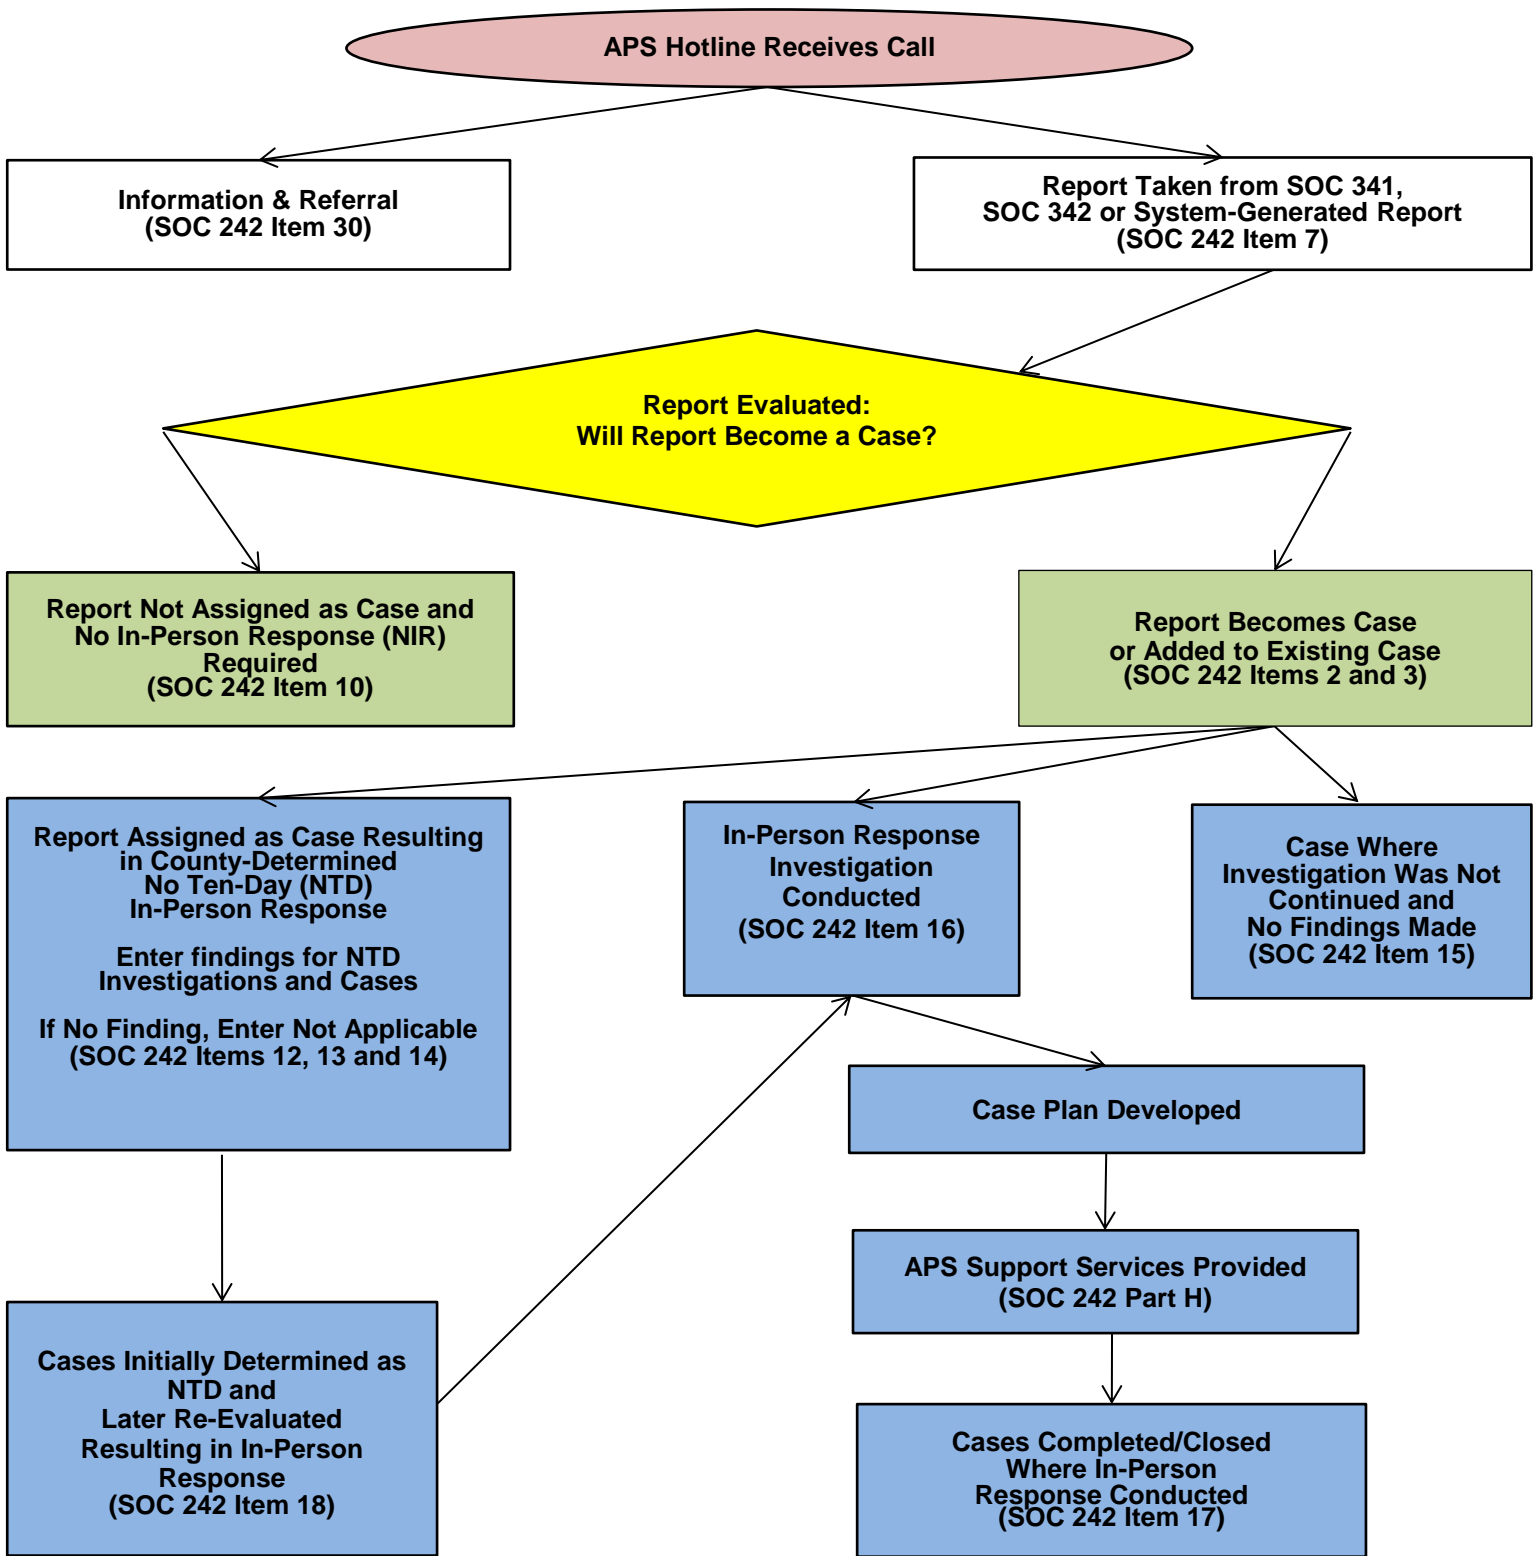 APS Hotline Receives Call
Information & Referral
(SOC 242 Item 30)
Report Taken from SOC 341,
SOC 342 or System-Generated Report
(SOC 242 Item 7)
Report Evaluated:
Will Report Become a Case?
Report Not Assigned as Case and
No In-Person Response (NIR)
Required
(SOC 242 Item 10)
Report Becomes Case
or Added to Existing Case
(SOC 242 Items 2 and 3)
Report Assigned as Case Resulting
in County-Determined
No Ten-Day (NTD)
In-Person Response
Enter findings for NTD
Investigations and Cases
If No Finding, Enter Not Applicable
(SOC 242 Items 12, 13 and 14)
In-Person Response
Investigation
Conducted
(SOC 242 Item 16)
Case Where
Investigation Was Not
Continued and
No Findings Made
(SOC 242 Item 15)
Case Plan Developed
APS Support Services Provided
(SOC 242 Part H)
Cases Initially Determined as
NTD and
Later Re-Evaluated
Resulting in In-Person
Response
(SOC 242 Item 18)
Cases Completed/Closed
Where In-Person
Response Conducted
(SOC 242 Item 17)